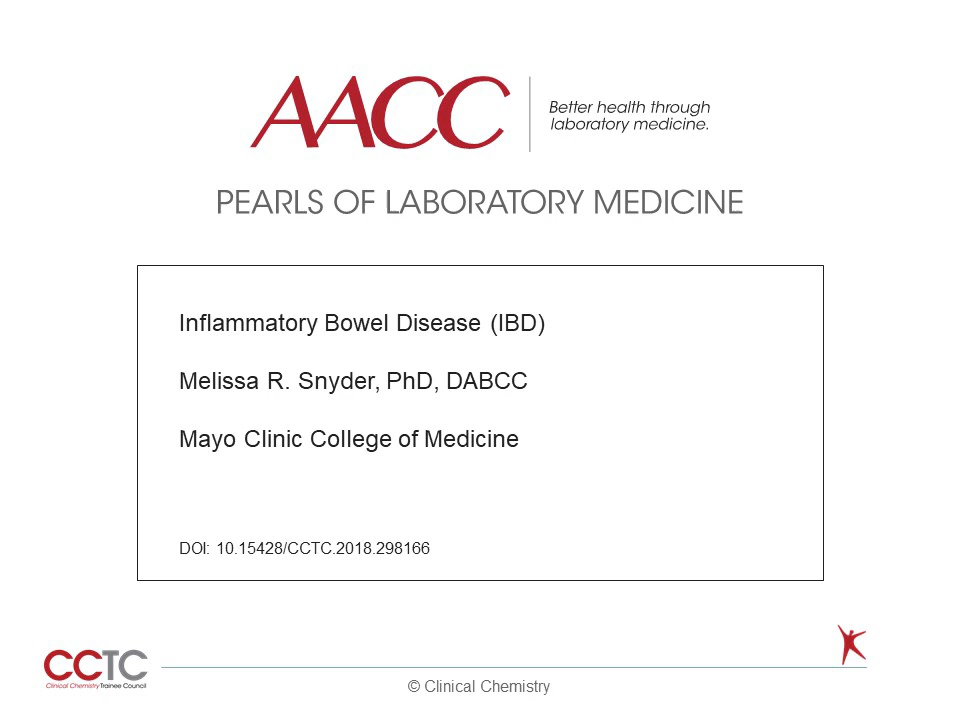 AACC
Better health through
laboratory medicine.
PEARLS OF LABORATORY MEDICINE
Inflammatory Bowel Disease (IBD)
Melissa R. Snyder, PhD, DABCC
Mayo Clinic College of Medicine
DOI: 10.15428/CCTC.2018.298166
CCTC
Clinical Chemistry Trainee Council
© Clinical Chemistry